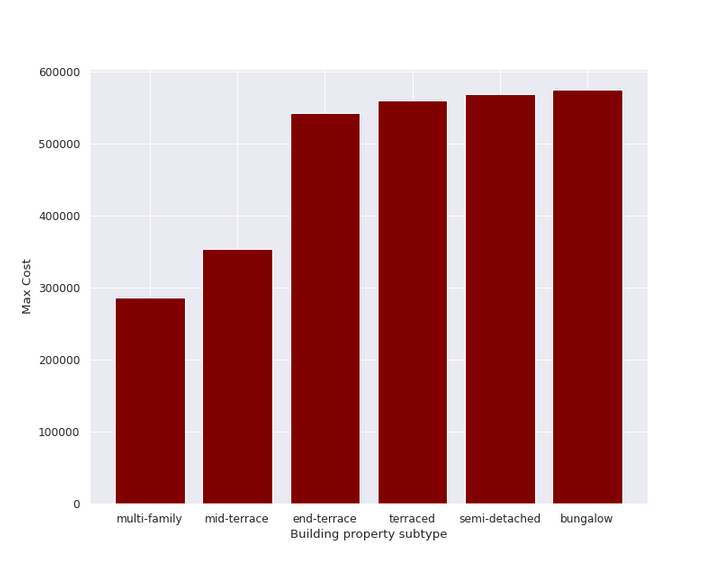 600000
500000
400000
300000
200000
100000
0
Max Cost
multi-family mid-terrace end-terrace terraced semi-detached bungalow
Building property subtype